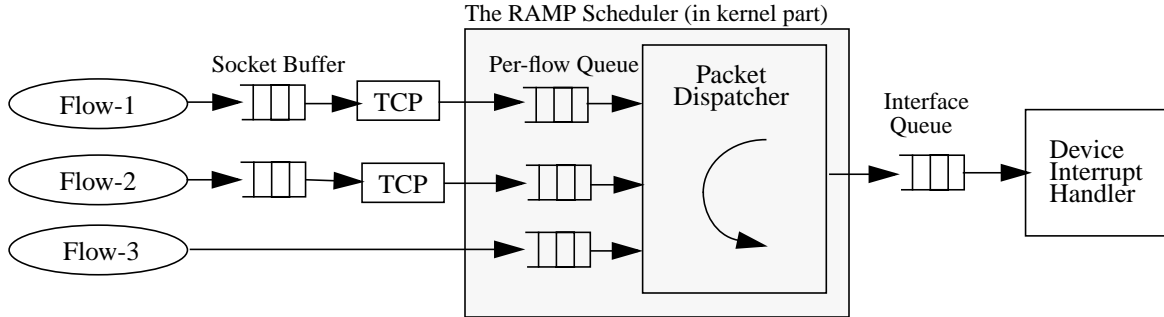 The RAMP Scheduler (in kernel part)
Socket Buffer
Per-flow Queue
Packet
Dispatcher
Flow-1
TCP
Interface
Queue
Flow-2
TCP
Device
Interrupt
Handler
Flow-3